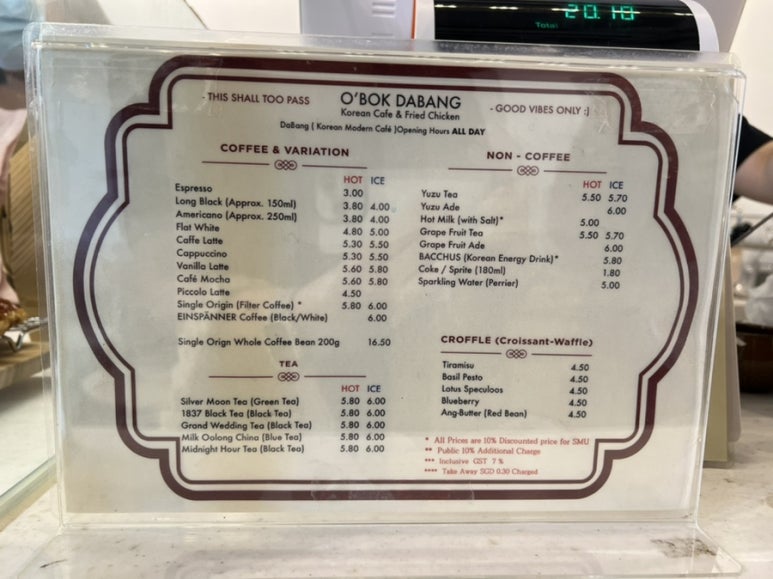 Total 20.10
- THIS SHALL TOO PASS
O'BOK DABANG
Korean Cafe & Fried Chicken
- GOOD VIBES ONLY :)
DaBang ( Korean Modern Café )Opening Hours ALL DAY
COFFEE & VARIATION
HOT ICE
Espresso 3.00
Long Black (Approx. 150ml) 3.80 4.00
Americano (Approx. 250ml) 3.80 4.00
Flat White 4.80 5.00
Caffe Latte 5.30 5.50
Cappuccino 5.30 5.50
Vanilla Latte 5.60 5.80
Café Mocha 5.60 5.80
Piccolo Latte 4.50
Single Origin (Filter Coffee) * 5.80 6.00
EINSPÄNNER Coffee (Black/White) 6.00
Single Orign Whole Coffee Bean 200g 16.50
TEA
HOT ICE
Silver Moon Tea (Green Tea) 5.80 6.00
1837 Black Tea (Black Tea) 5.80 6.00
Grand Wedding Tea (Black Tea) 5.80 6.00
Milk Oolong China (Blue Tea) 5.80 6.00
Midnight Hour Tea (Black Tea) 5.80 6.00
NON - COFFEE
HOT ICE
Yuzu Tea 5.50 5.70
Yuzu Ade 6.00
Hot Milk (with Salt)* 5.00
Grape Fruit Tea 5.50 5.70
Grape Fruit Ade 6.00
BACCHUS (Korean Energy Drink)* 5.80
Coke / Sprite (180ml) 1.80
Sparkling Water (Perrier) 5.00
CROFFLE (Croissant-Waffle)
Tiramisu 4.50
Basil Pesto 4.50
Lotus Speculoos 4.50
Blueberry 4.50
Ang-Butter (Red Bean) 4.50
* All Prices are 10% Discounted price for SMU
** Public 10% Additional Charge
*** Inclusive GST 7 %
**** Take Away SGD 0.30 Charged